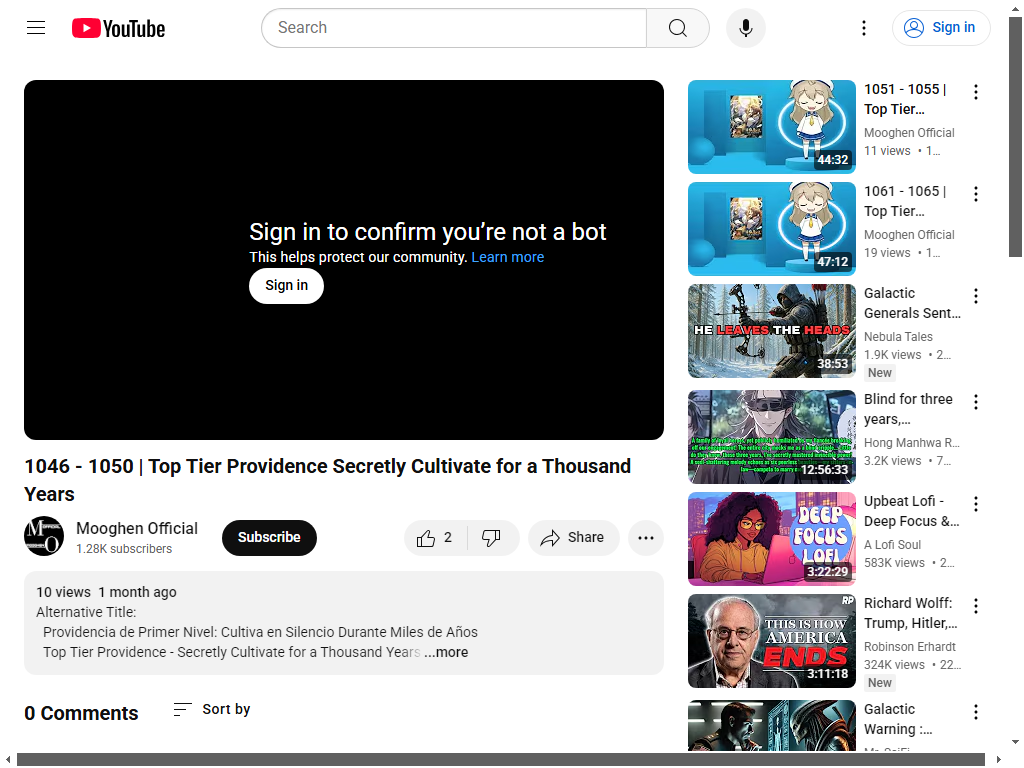 YouTube
Search
Sign in
Sign in to confirm you’re not a bot
This helps protect our community. Learn more
Sign in
1046 - 1050 | Top Tier Providence Secretly Cultivate for a Thousand
Years
Mooghen Official
1.28K subscribers
Subscribe
2
Share
10 views 1 month ago
Alternative Title:
Providencia de Primer Nivel: Cultiva en Silencio Durante Miles de Años
Top Tier Providence - Secretly Cultivate for a Thousand Years ...more
0 Comments
Sort by
44:32
1051 - 1055 |
Top Tier…
Mooghen Official
11 views • 1…
47:12
1061 - 1065 |
Top Tier…
Mooghen Official
19 views • 1…
HE LEAVES THE HEADS
38:53
Galactic
Generals Sent…
Nebula Tales
1.9K views • 2…
New
12:56:33
Blind for three
years,…
Hong Manhwa R…
3.2K views • 7…
DEEP
FOCUS
LOFI
3:22:29
Upbeat Lofi -
Deep Focus &…
A Lofi Soul
583K views • 2…
RP
THIS IS HOW
AMERICA
ENDS
3:11:18
Richard Wolff:
Trump, Hitler,…
Robinson Erhardt
324K views • 22…
New
Galactic
Warning :…